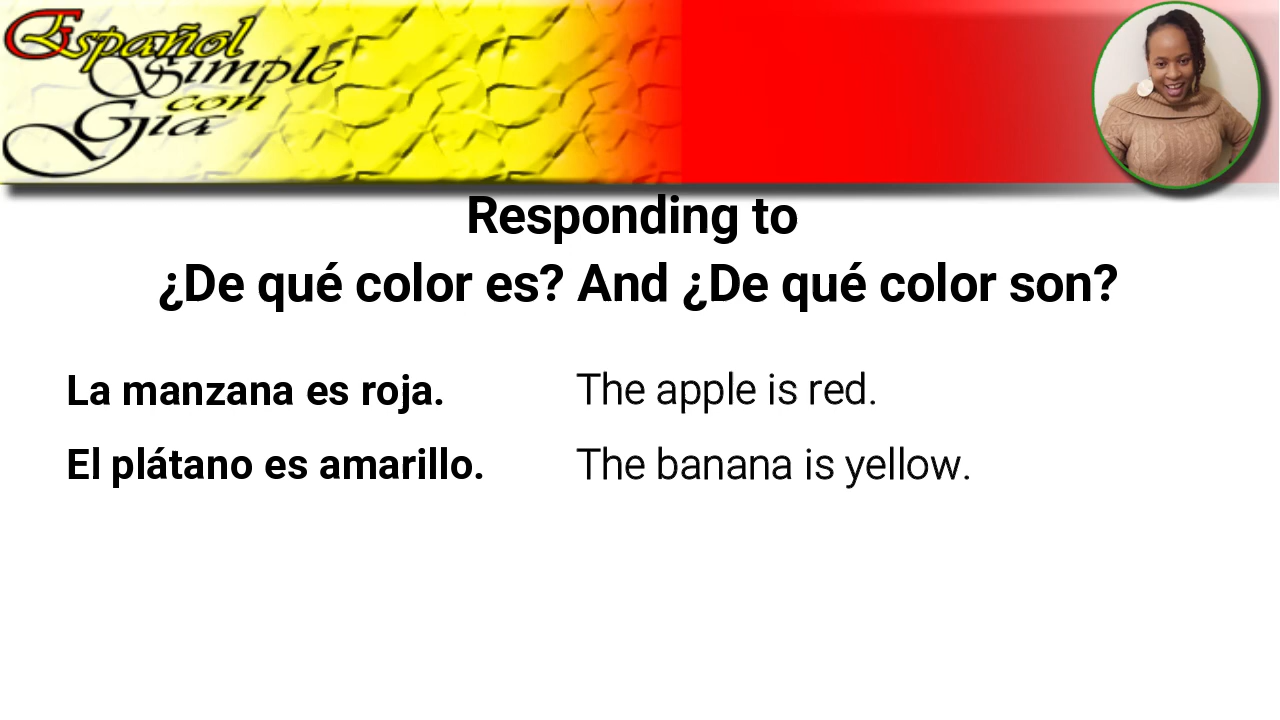 Español
Simple
con
Gia
Responding to
¿De qué color es? And ¿De qué color son?
La manzana es roja. The apple is red.
El plátano es amarillo. The banana is yellow.